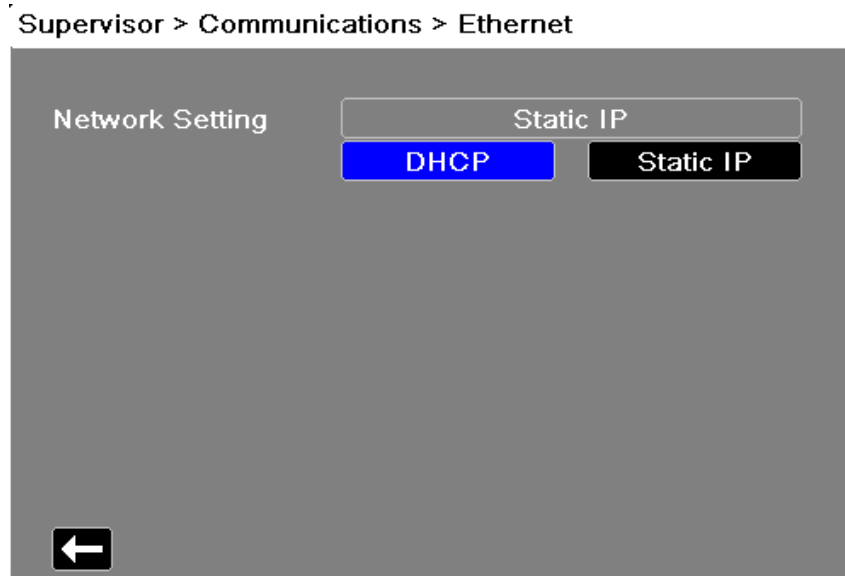 Supervisor > Communications > Ethernet
Network Setting Static IP
DHCP Static IP